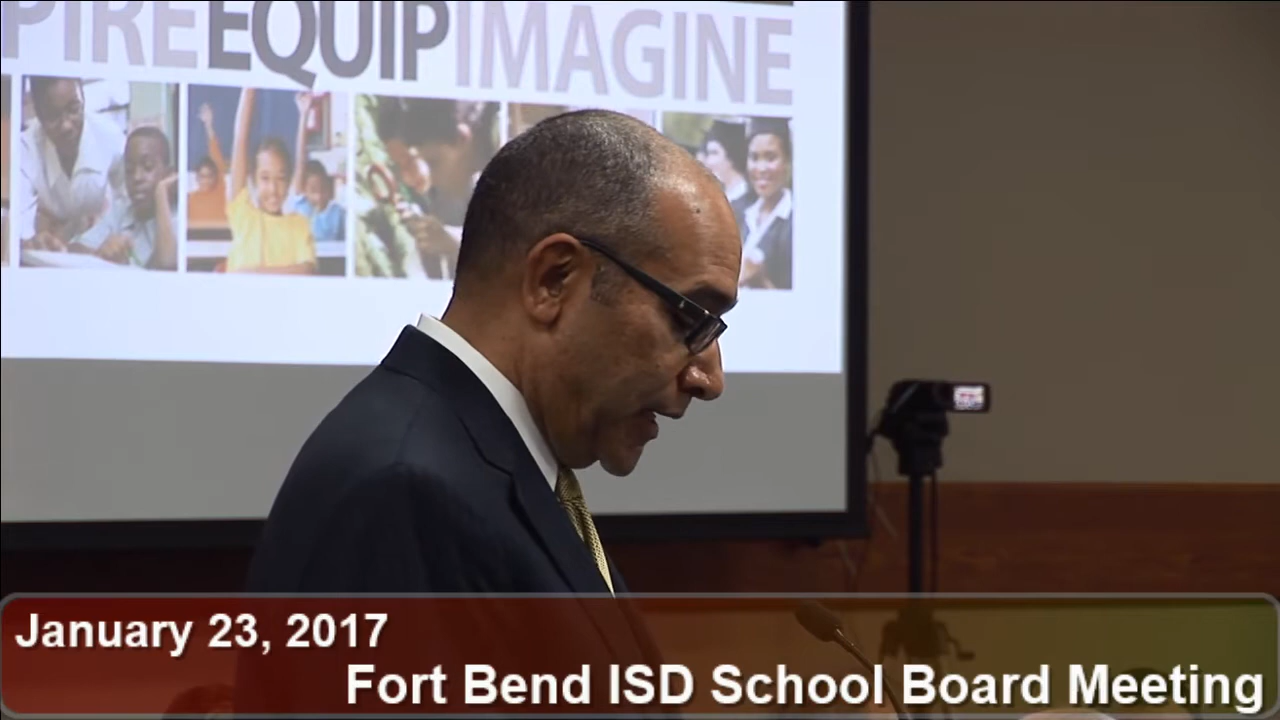 PIREEQUIPIMAGINE
January 23, 2017
Fort Bend ISD School Board Meeting